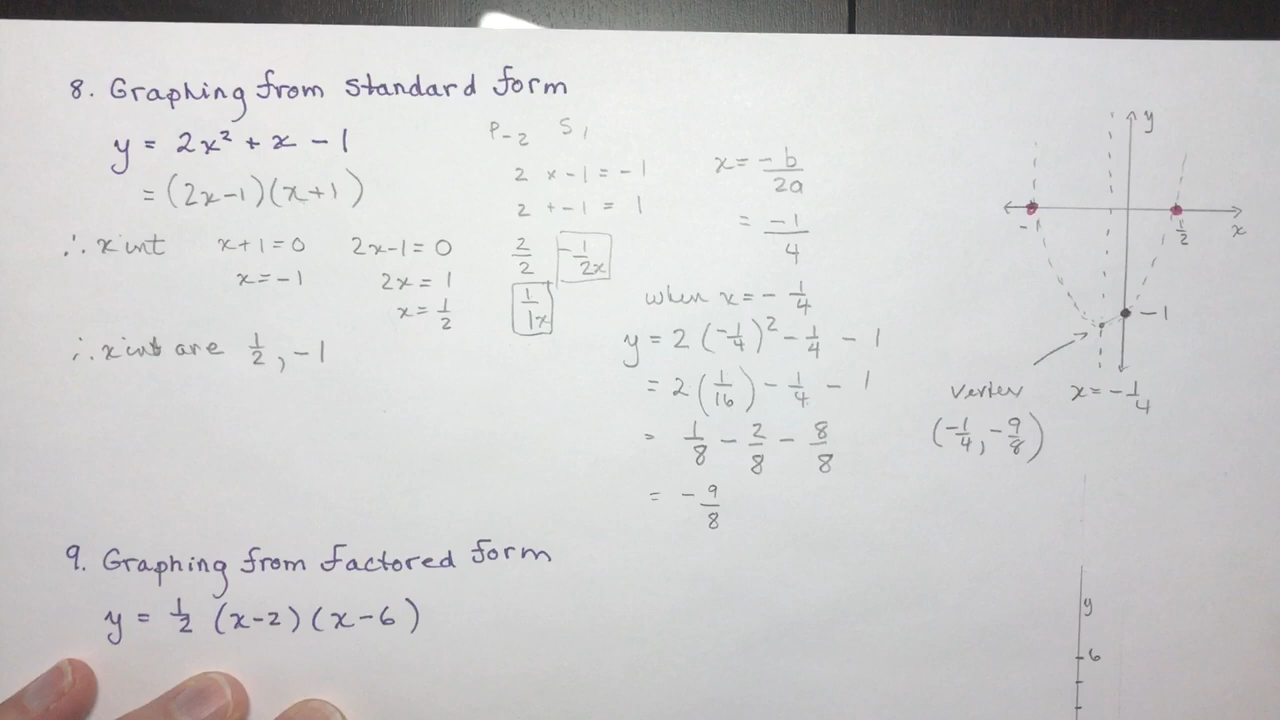 8. Graphing from standard form
y = 2x² + x - 1
= (2x-1)(x+1)
∴ x int x+1=0 2x-1=0
x=-1 2x=1
x=1/2
∴ x ints are 1/2, -1
P -2 S 1
2 x -1 = -1
2 + -1 = 1
2/2 -1/2x
1/1x
x = -b/2a
= -1/4
when x = -1/4
y = 2(-1/4)² - 1/4 - 1
= 2(1/16) - 1/4 - 1
= 1/8 - 2/8 - 8/8
= -9/8
y
-1 1/2 x
-1
vertex x = -1/4
(-1/4, -9/8)
9. Graphing from factored form
y = 1/2 (x-2)(x-6)
y
6